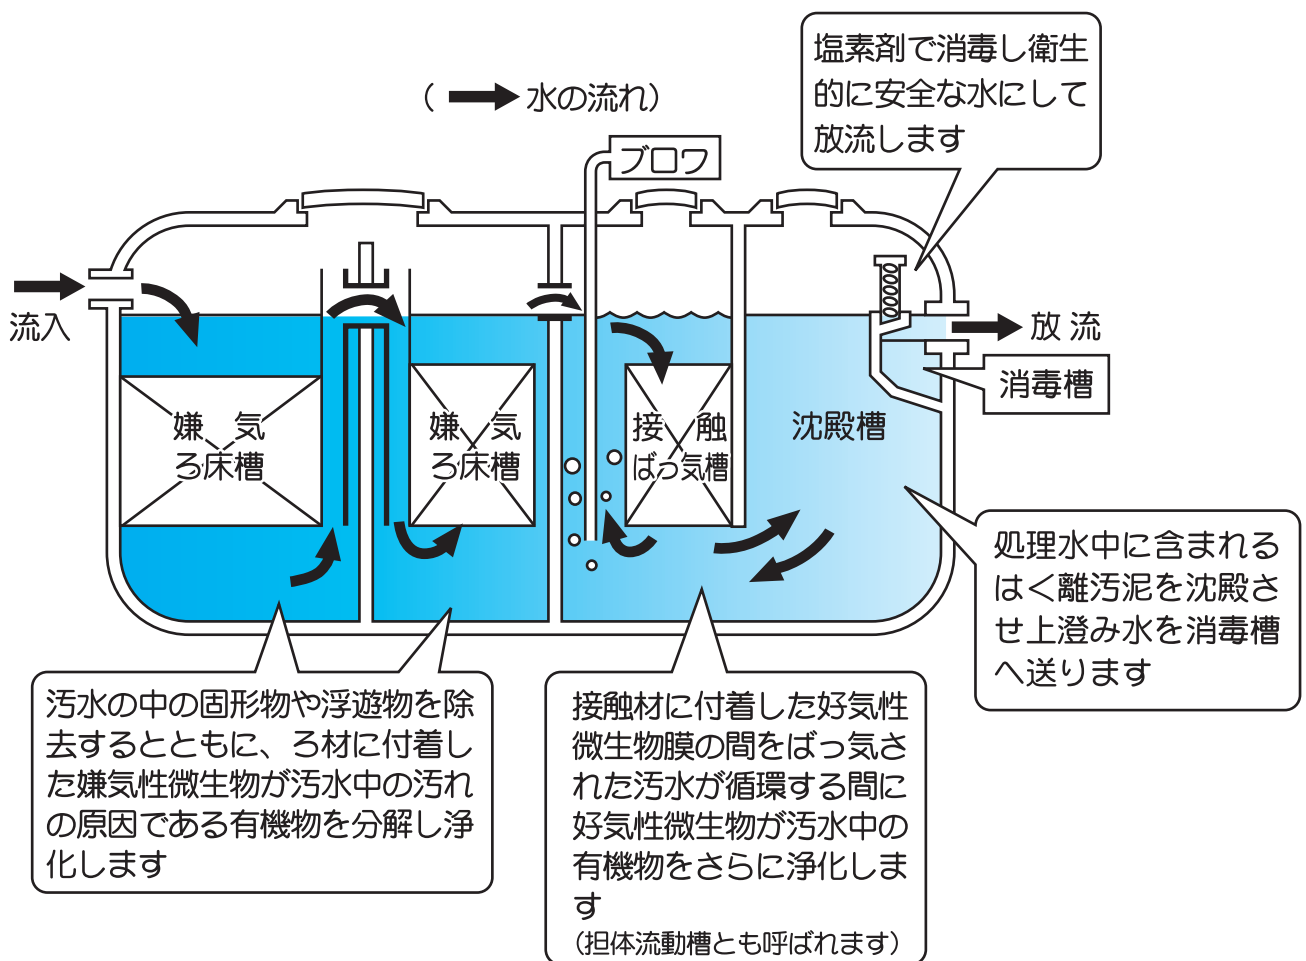 塩素剤で消毒し衛生
的に安全な水にして
放流します
(➡水の流れ)
ブロワ
流入
放流
消毒槽
嫌気
ろ床槽
嫌気
ろ床槽
接触
ばっ気槽
沈殿槽
処理水中に含まれる
はく離汚泥を沈殿さ
せ上澄み水を消毒槽
へ送ります
汚水の中の固形物や浮遊物を除
去するとともに、ろ材に付着し
た嫌気性微生物が汚水中の汚れ
の原因である有機物を分解し浄
化します
接触材に付着した好気性
微生物膜の間をばっ気さ
れた汚水が循環する間に
好気性微生物が汚水中の
有機物をさらに浄化しま
す
(担体流動槽とも呼ばれます)